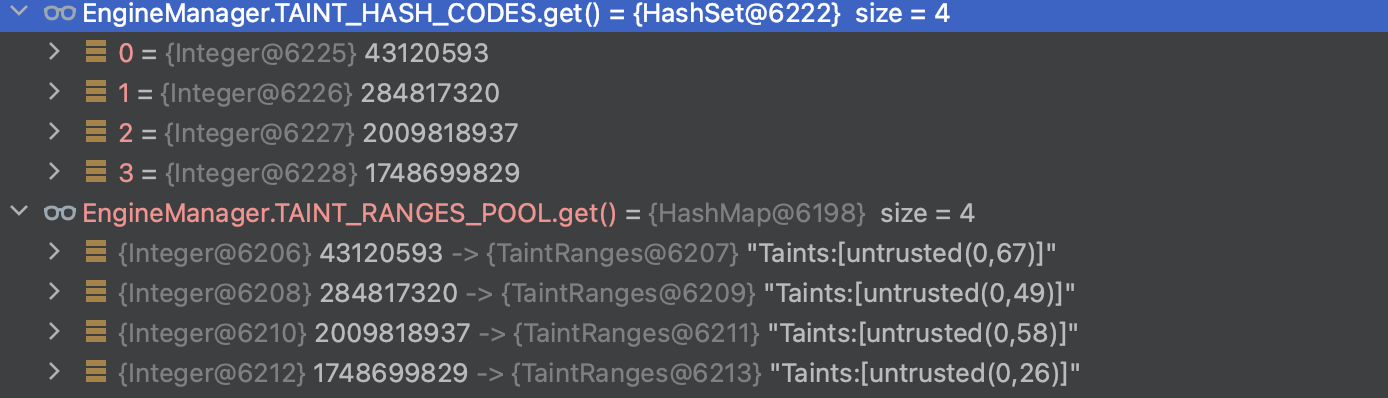 EngineManager.TAINT_HASH_CODES.get() = {HashSet@6222} size = 4
0 = {Integer@6225} 43120593
1 = {Integer@6226} 284817320
2 = {Integer@6227} 2009818937
3 = {Integer@6228} 1748699829
EngineManager.TAINT_RANGES_POOL.get() = {HashMap@6198} size = 4
{Integer@6206} 43120593 -> {TaintRanges@6207} "Taints:[untrusted(0,67)]"
{Integer@6208} 284817320 -> {TaintRanges@6209} "Taints:[untrusted(0,49)]"
{Integer@6210} 2009818937 -> {TaintRanges@6211} "Taints:[untrusted(0,58)]"
{Integer@6212} 1748699829 -> {TaintRanges@6213} "Taints:[untrusted(0,26)]"